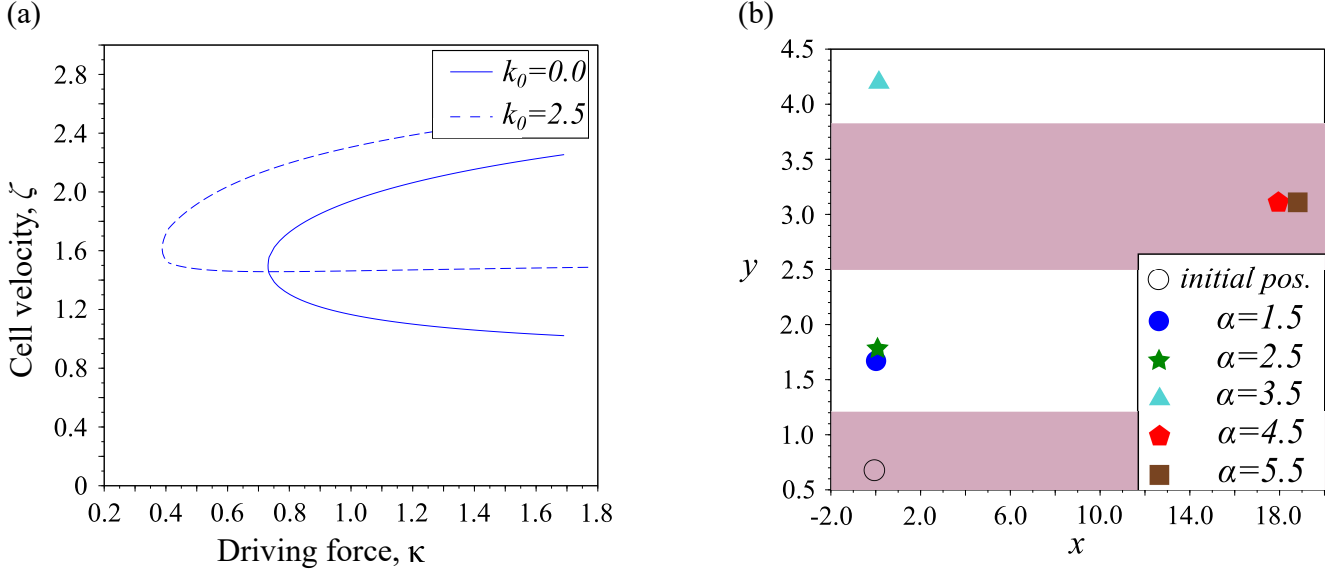 (a)
2.8
2.4
2.0
1.6
1.2
0.8
0.4
0
Cell velocity, ζ
k0=0.0
k0=2.5
0.2 0.4 0.6 0.8 1.0 1.2 1.4 1.6 1.8
Driving force, κ
(b)
4.5
4.0
3.5
3.0
2.5
2.0
1.5
1.0
0.5
y
initial pos.
α=1.5
α=2.5
α=3.5
α=4.5
α=5.5
-2.0 2.0 6.0 10.0 14.0 18.0
x